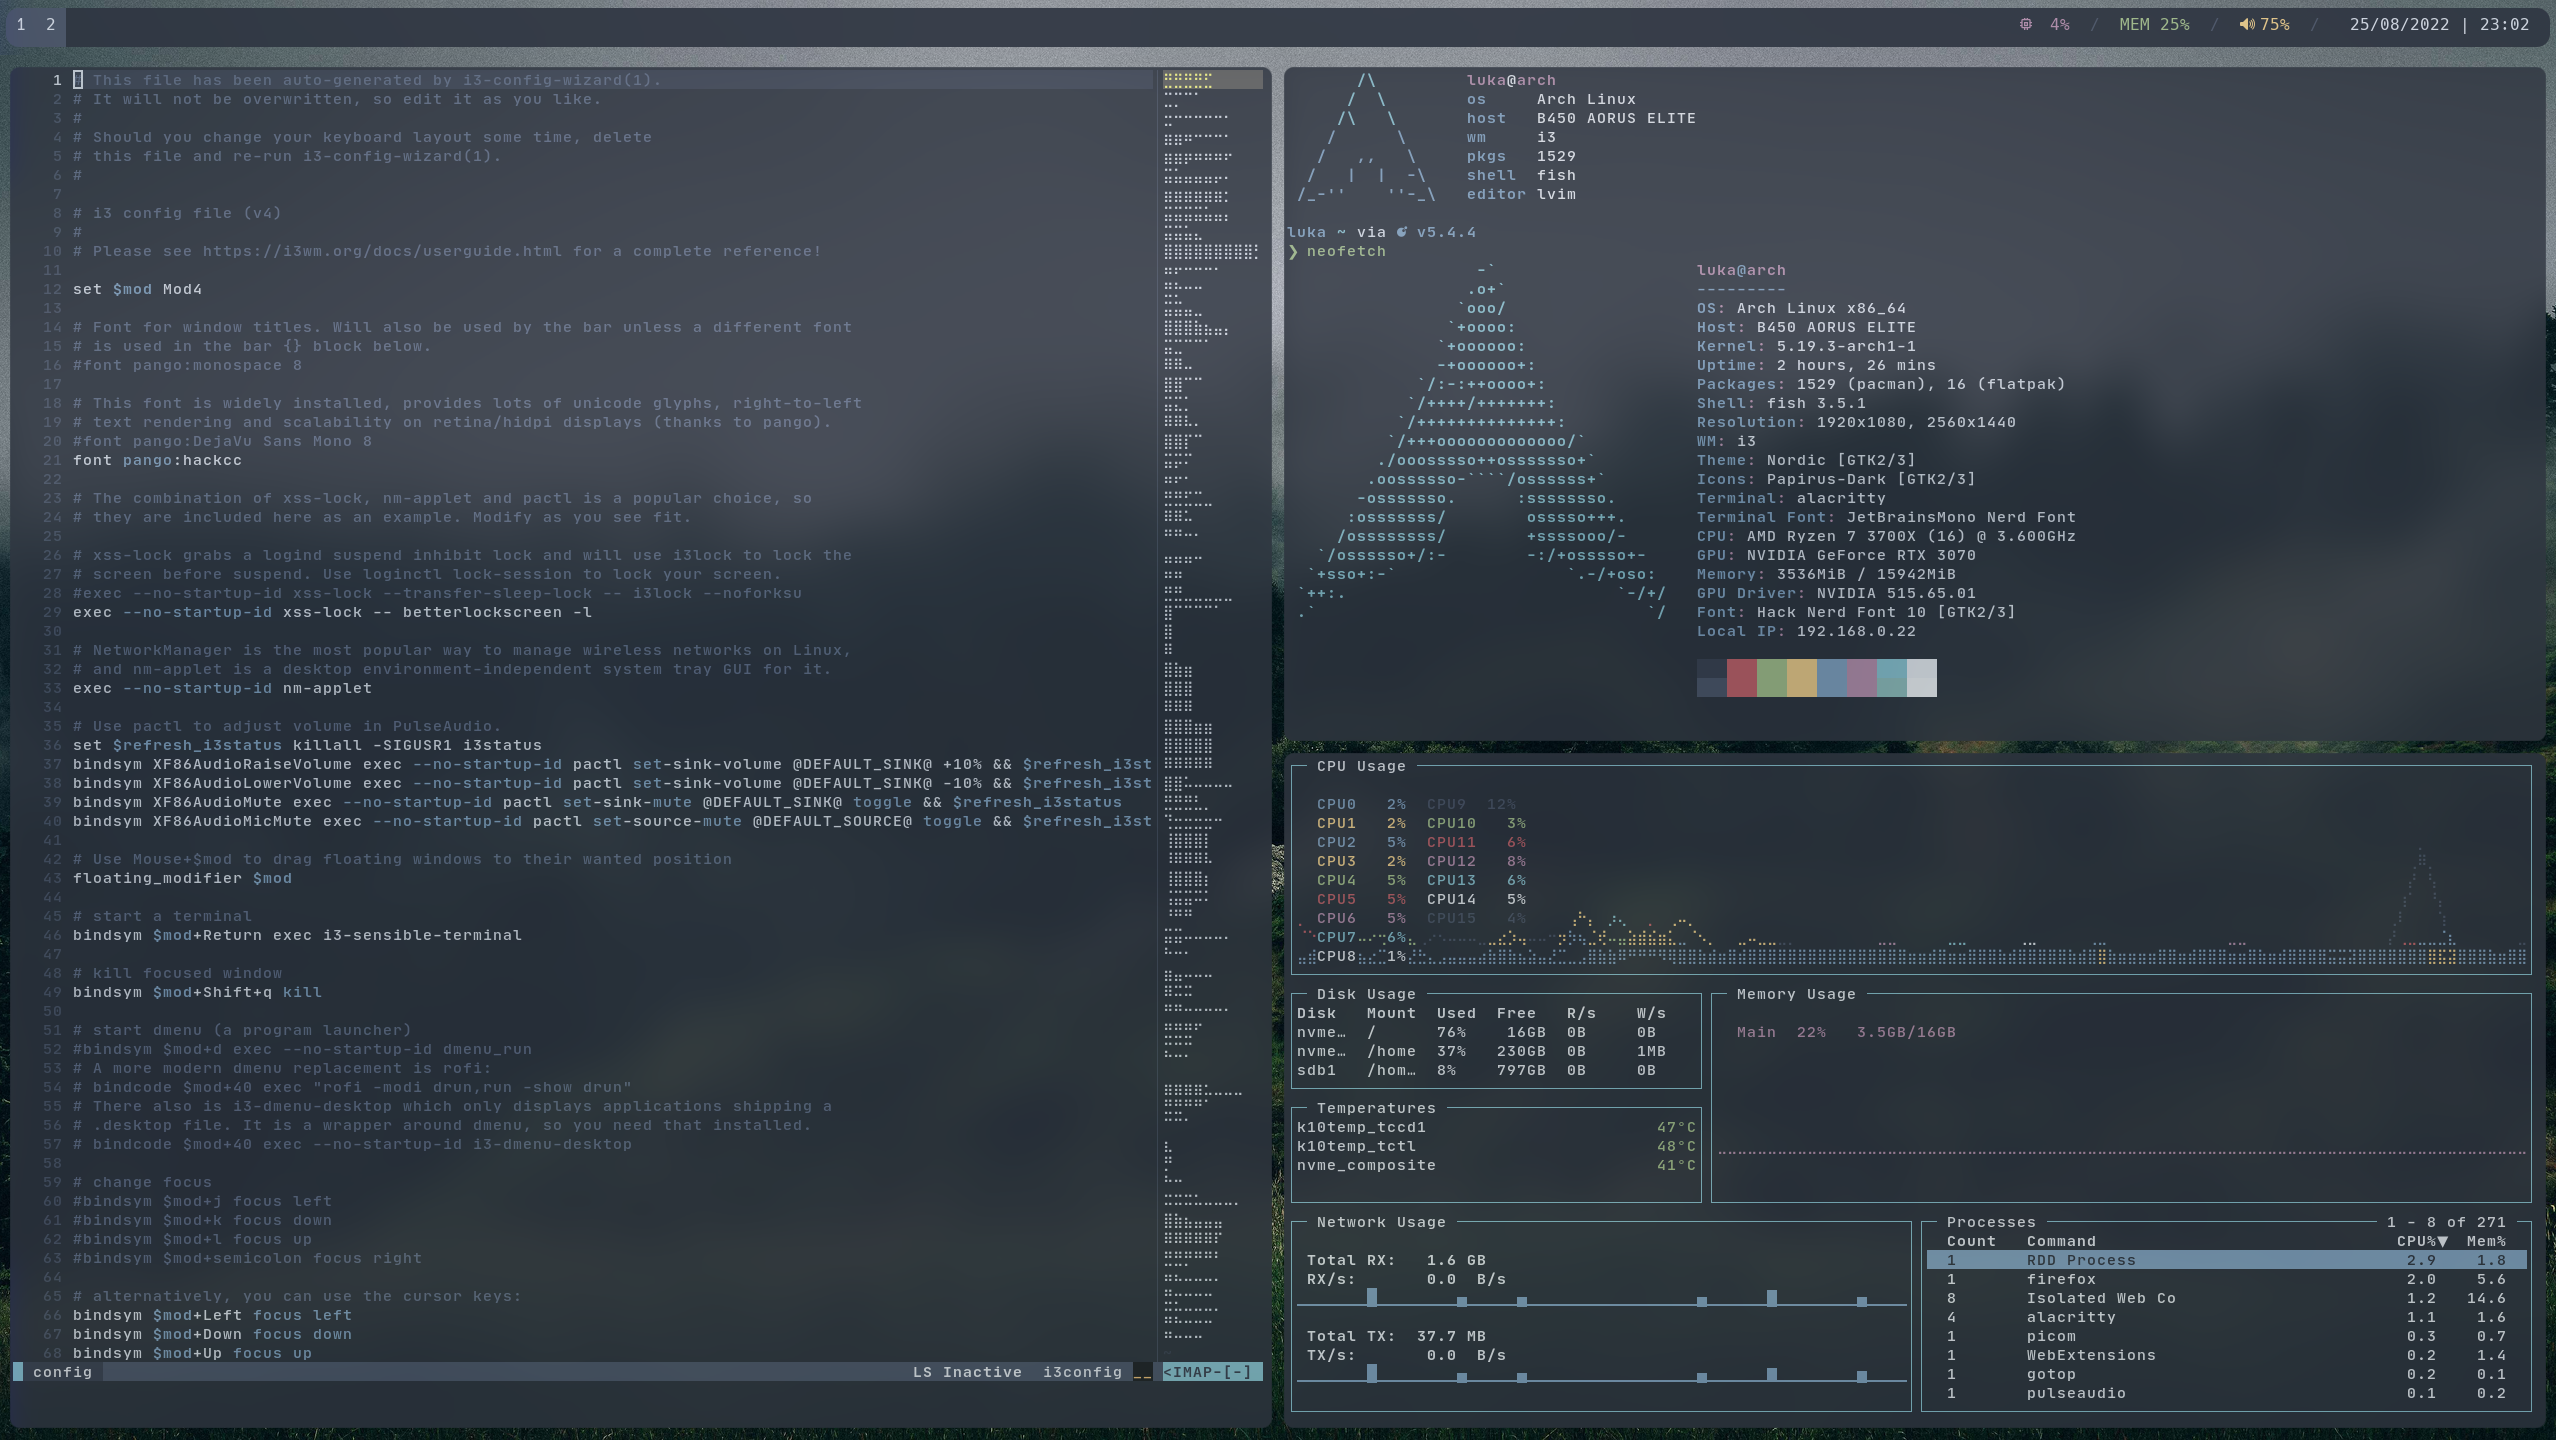 1 2
4% / MEM 25% / 75% / 25/08/2022 | 23:02
1 # This file has been auto-generated by i3-config-wizard(1).
2 # It will not be overwritten, so edit it as you like.
3 #
4 # Should you change your keyboard layout some time, delete
5 # this file and re-run i3-config-wizard(1).
6 #
7
8 # i3 config file (v4)
9 #
10 # Please see https://i3wm.org/docs/userguide.html for a complete reference!
11
12 set $mod Mod4
13
14 # Font for window titles. Will also be used by the bar unless a different font
15 # is used in the bar {} block below.
16 #font pango:monospace 8
17
18 # This font is widely installed, provides lots of unicode glyphs, right-to-left
19 # text rendering and scalability on retina/hidpi displays (thanks to pango).
20 #font pango:DejaVu Sans Mono 8
21 font pango:hackcc
22
23 # The combination of xss-lock, nm-applet and pactl is a popular choice, so
24 # they are included here as an example. Modify as you see fit.
25
26 # xss-lock grabs a logind suspend inhibit lock and will use i3lock to lock the
27 # screen before suspend. Use loginctl lock-session to lock your screen.
28 #exec --no-startup-id xss-lock --transfer-sleep-lock -- i3lock --noforksu
29 exec --no-startup-id xss-lock -- betterlockscreen -l
30
31 # NetworkManager is the most popular way to manage wireless networks on Linux,
32 # and nm-applet is a desktop environment-independent system tray GUI for it.
33 exec --no-startup-id nm-applet
34
35 # Use pactl to adjust volume in PulseAudio.
36 set $refresh_i3status killall -SIGUSR1 i3status
37 bindsym XF86AudioRaiseVolume exec --no-startup-id pactl set-sink-volume @DEFAULT_SINK@ +10% && $refresh_i3st
38 bindsym XF86AudioLowerVolume exec --no-startup-id pactl set-sink-volume @DEFAULT_SINK@ -10% && $refresh_i3st
39 bindsym XF86AudioMute exec --no-startup-id pactl set-sink-mute @DEFAULT_SINK@ toggle && $refresh_i3status
40 bindsym XF86AudioMicMute exec --no-startup-id pactl set-source-mute @DEFAULT_SOURCE@ toggle && $refresh_i3st
41
42 # Use Mouse+$mod to drag floating windows to their wanted position
43 floating_modifier $mod
44
45 # start a terminal
46 bindsym $mod+Return exec i3-sensible-terminal
47
48 # kill focused window
49 bindsym $mod+Shift+q kill
50
51 # start dmenu (a program launcher)
52 #bindsym $mod+d exec --no-startup-id dmenu_run
53 # A more modern dmenu replacement is rofi:
54 # bindcode $mod+40 exec "rofi -modi drun,run -show drun"
55 # There also is i3-dmenu-desktop which only displays applications shipping a
56 # .desktop file. It is a wrapper around dmenu, so you need that installed.
57 # bindcode $mod+40 exec --no-startup-id i3-dmenu-desktop
58
59 # change focus
60 #bindsym $mod+j focus left
61 #bindsym $mod+k focus down
62 #bindsym $mod+l focus up
63 #bindsym $mod+semicolon focus right
64
65 # alternatively, you can use the cursor keys:
66 bindsym $mod+Left focus left
67 bindsym $mod+Down focus down
68 bindsym $mod+Up focus up
config LS Inactive i3config __ <IMAP-[-]
luka@arch
os Arch Linux
host B450 AORUS ELITE
wm i3
pkgs 1529
shell fish
editor lvim
luka ~ via v5.4.4
❯ neofetch
luka@arch
---------
OS: Arch Linux x86_64
Host: B450 AORUS ELITE
Kernel: 5.19.3-arch1-1
Uptime: 2 hours, 26 mins
Packages: 1529 (pacman), 16 (flatpak)
Shell: fish 3.5.1
Resolution: 1920x1080, 2560x1440
WM: i3
Theme: Nordic [GTK2/3]
Icons: Papirus-Dark [GTK2/3]
Terminal: alacritty
Terminal Font: JetBrainsMono Nerd Font
CPU: AMD Ryzen 7 3700X (16) @ 3.600GHz
GPU: NVIDIA GeForce RTX 3070
Memory: 3536MiB / 15942MiB
GPU Driver: NVIDIA 515.65.01
Font: Hack Nerd Font 10 [GTK2/3]
Local IP: 192.168.0.22
CPU Usage
CPU0 2% CPU9 12%
CPU1 2% CPU10 3%
CPU2 5% CPU11 6%
CPU3 2% CPU12 8%
CPU4 5% CPU13 6%
CPU5 5% CPU14 5%
CPU6 5% CPU15 4%
CPU7 6%
CPU8 1%
Disk Usage
Disk Mount Used Free R/s W/s
nvme… / 76% 16GB 0B 0B
nvme… /home 37% 230GB 0B 1MB
sdb1 /hom… 8% 797GB 0B 0B
Memory Usage
Main 22% 3.5GB/16GB
Temperatures
k10temp_tccd1 47°C
k10temp_tctl 48°C
nvme_composite 41°C
Network Usage
Total RX: 1.6 GB
RX/s: 0.0 B/s
Total TX: 37.7 MB
TX/s: 0.0 B/s
Processes 1 - 8 of 271
Count Command CPU%▼ Mem%
1 RDD Process 2.9 1.8
1 firefox 2.0 5.6
8 Isolated Web Co 1.2 14.6
4 alacritty 1.1 1.6
1 picom 0.3 0.7
1 WebExtensions 0.2 1.4
1 gotop 0.2 0.1
1 pulseaudio 0.1 0.2